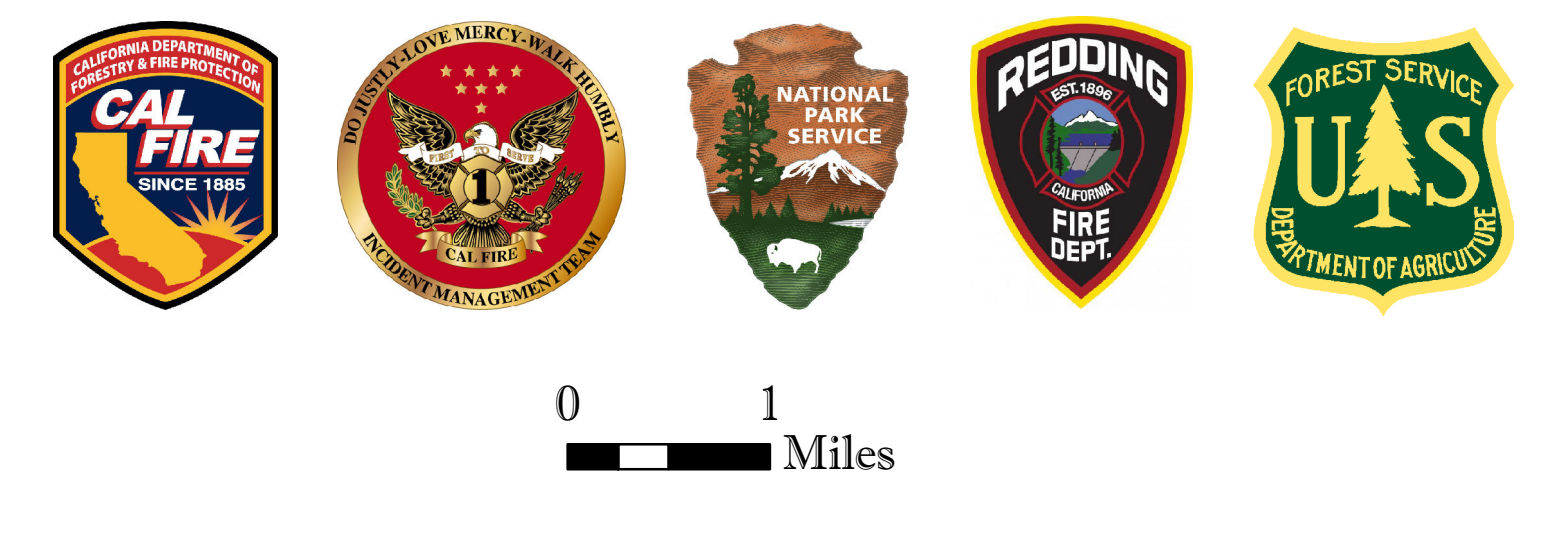 CALIFORNIA DEPARTMENT OF
FORESTRY & FIRE PROTECTION
CAL
FIRE
SINCE 1885
DO JUSTLY-LOVE MERCY-WALK HUMBLY
FIRST TO SERVE
1
CAL FIRE
INCIDENT MANAGEMENT TEAM
NATIONAL
PARK
SERVICE
REDDING
EST. 1896
CALIFORNIA
FIRE
DEPT.
FOREST SERVICE
U S
DEPARTMENT OF AGRICULTURE
0 1
Miles